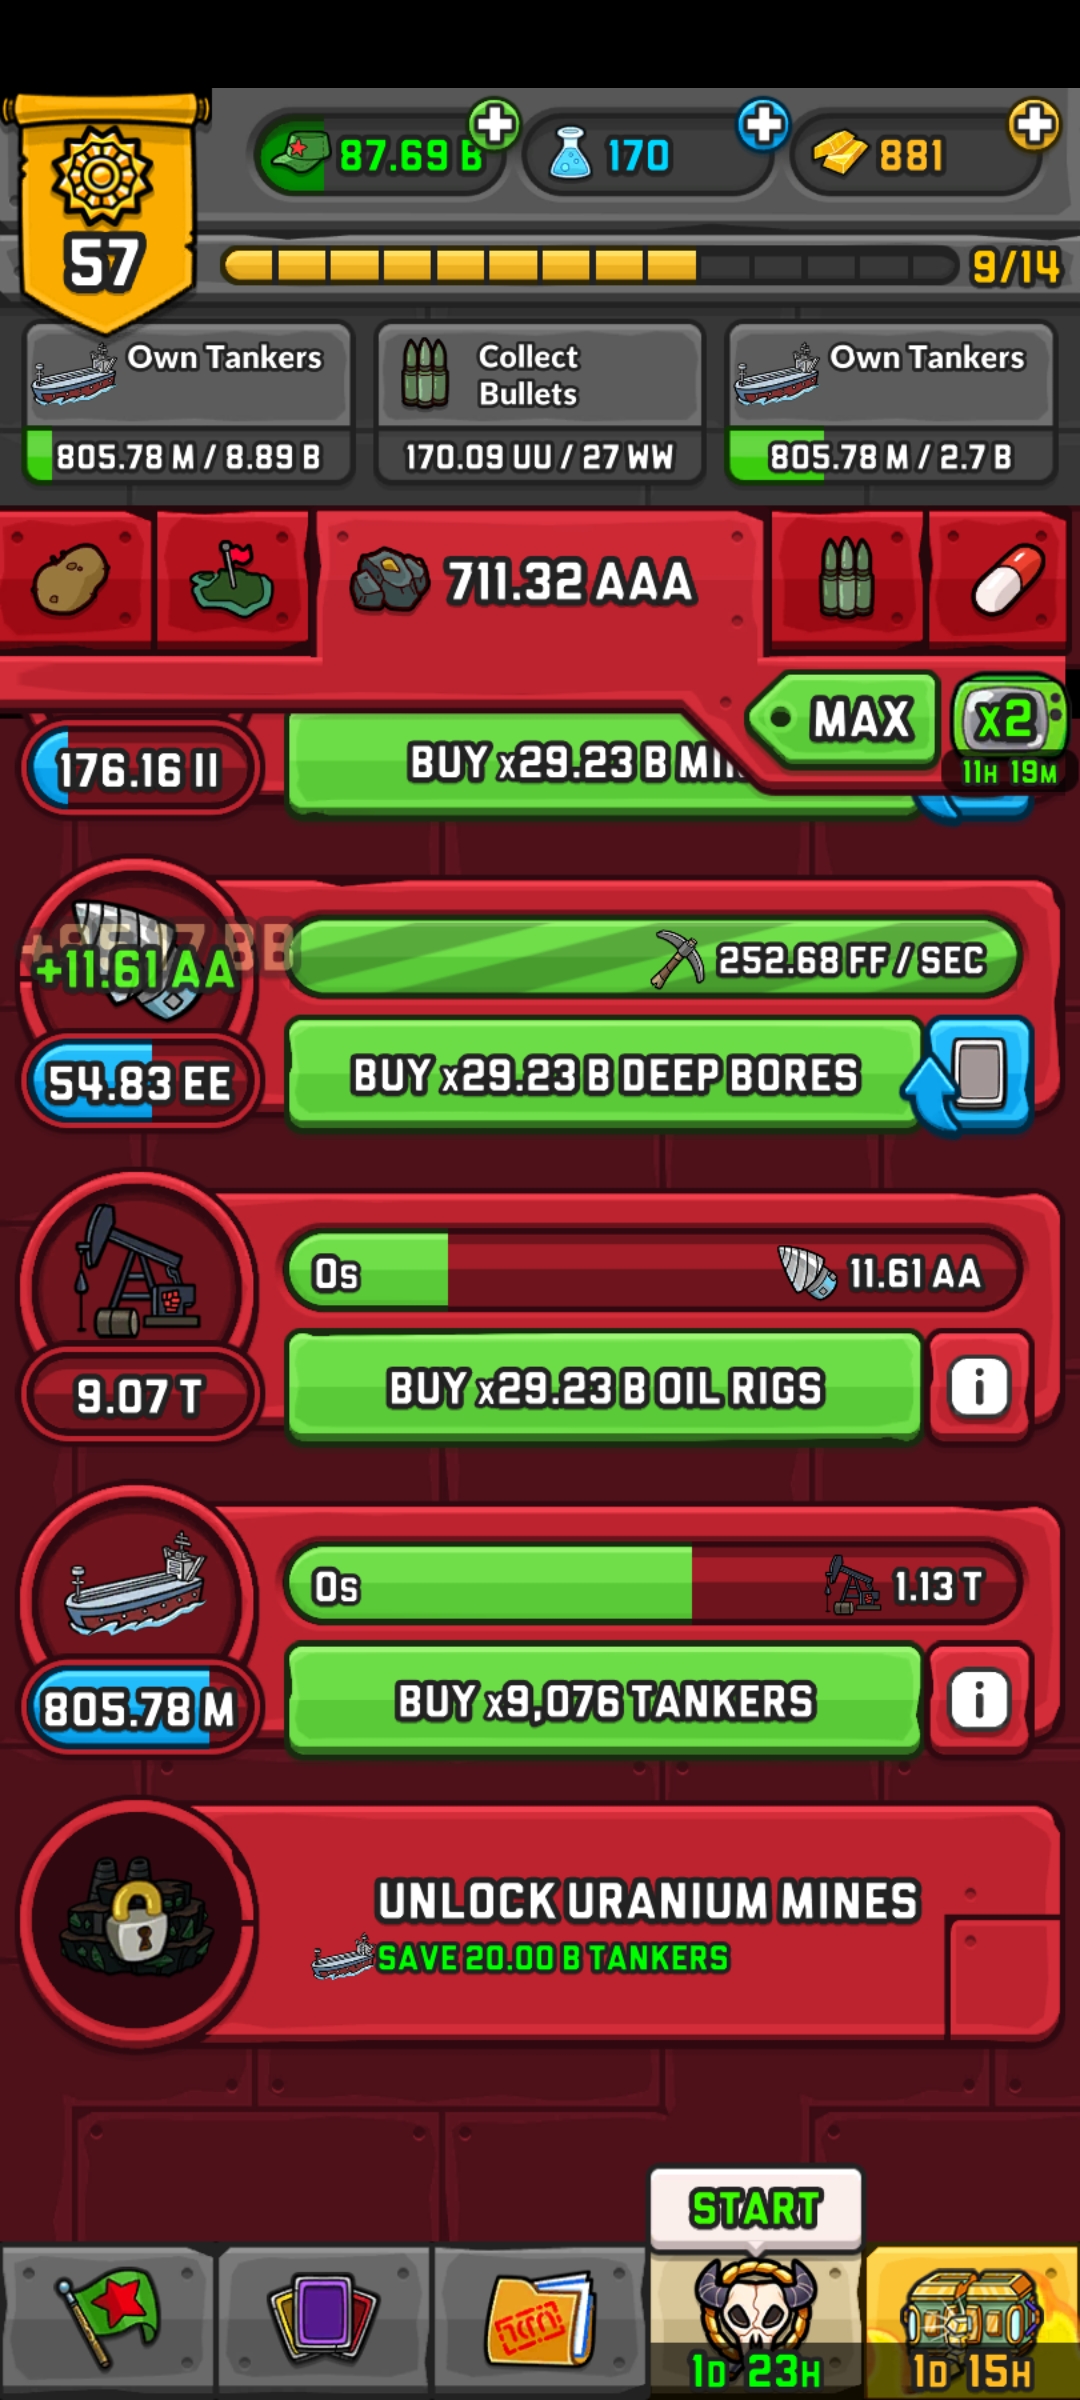 87.69 B
170
881
57
9/14
Own Tankers
805.78 M / 8.89 B
Collect
Bullets
170.09 UU / 27 WW
Own Tankers
805.78 M / 2.7 B
711.32 AAA
MAX
x2
11H 19M
176.16 II
BUY x29.23 B
+11.61 AA
252.68 FF / SEC
54.83 EE
BUY x29.23 B DEEP BORES
0s
11.61 AA
9.07 T
BUY x29.23 B OIL RIGS
0s
1.13 T
805.78 M
BUY x9,076 TANKERS
UNLOCK URANIUM MINES
SAVE 20.00 B TANKERS
START
1D 23H
1D 15H